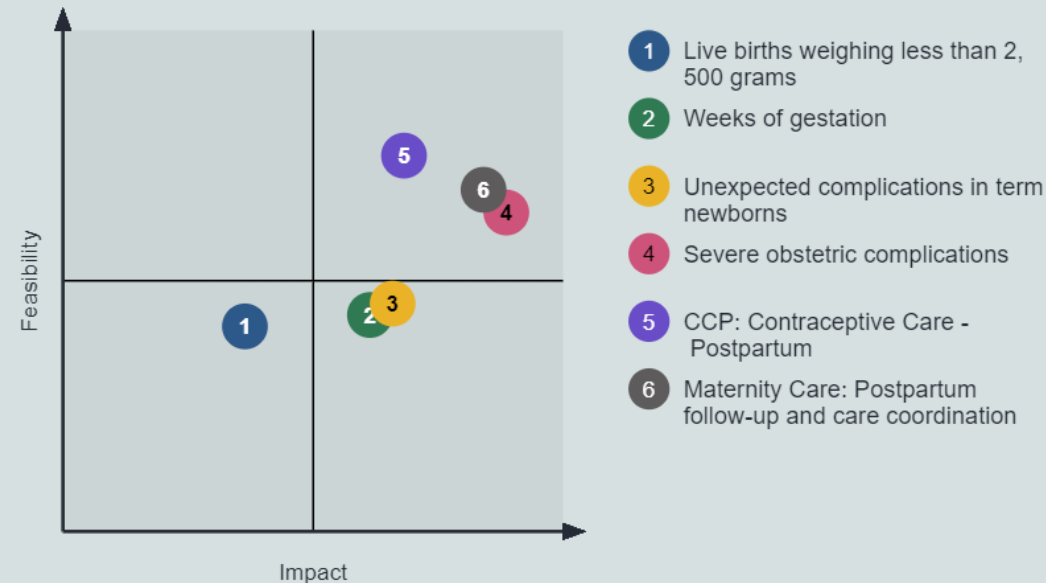 Feasibility
5
6
4
3
2
1
Impact
1 Live births weighing less than 2,
500 grams
2 Weeks of gestation
3 Unexpected complications in term
newborns
4 Severe obstetric complications
5 CCP: Contraceptive Care -
Postpartum
6 Maternity Care: Postpartum
follow-up and care coordination